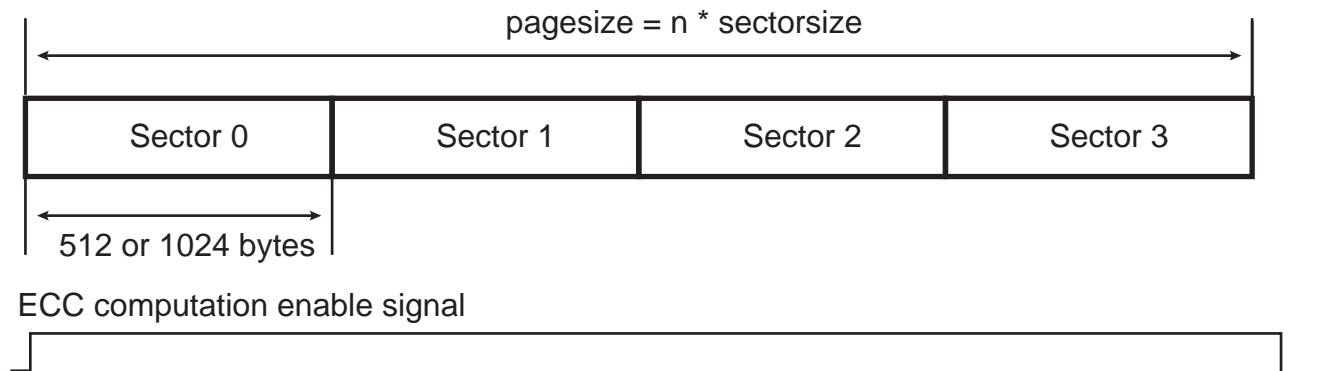 pagesize = n * sectorsize
Sector 0 Sector 1 Sector 2 Sector 3
512 or 1024 bytes
ECC computation enable signal